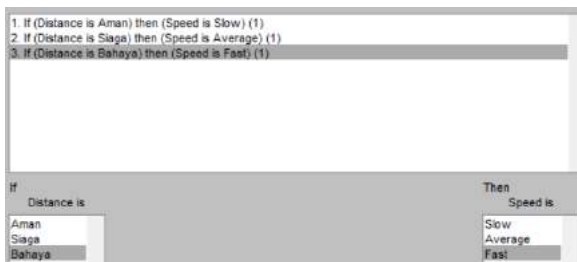 1. If (Distance is Aman) then (Speed is Slow) (1)
2. If (Distance is Siaga) then (Speed is Average) (1)
3. If (Distance is Bahaya) then (Speed is Fast) (1)
If
Then
Distance is
Speed is
Aman
Siaga
Bahaya
Slow
Average
Fast